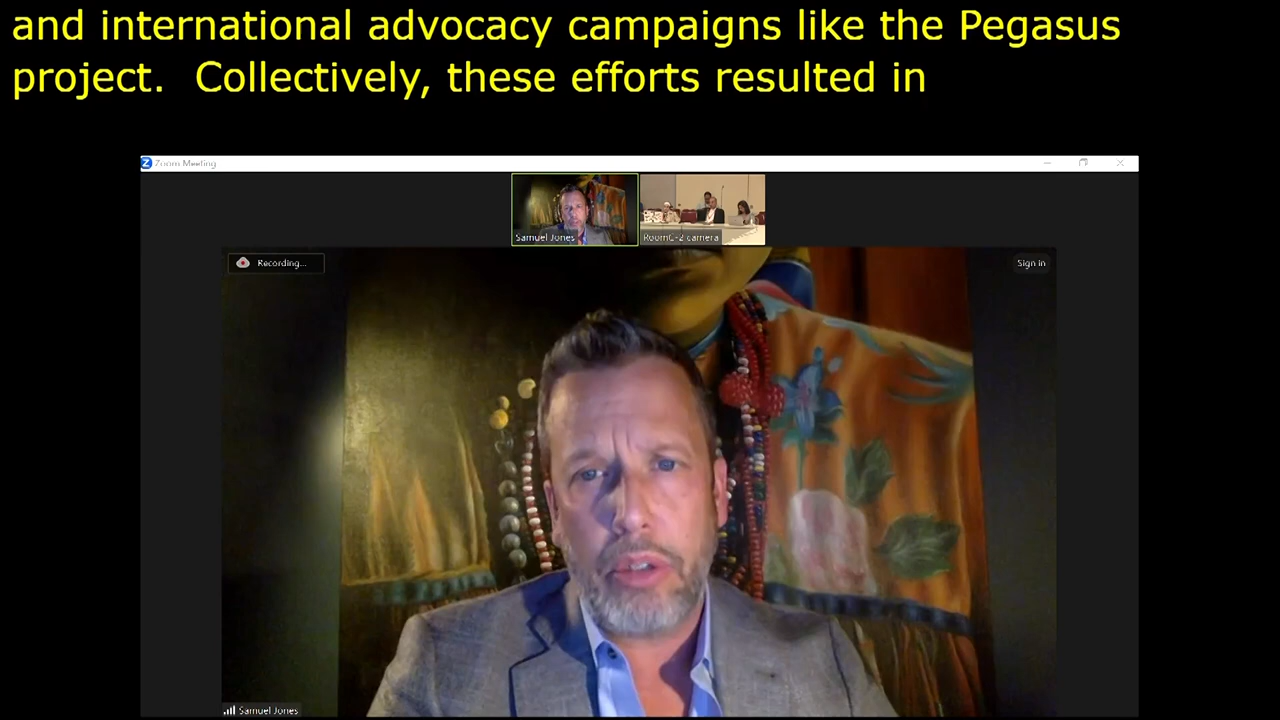 and international advocacy campaigns like the Pegasus
project.  Collectively, these efforts resulted in
Zoom Meeting
Samuel Jones
RoomC-2 camera
Recording...
Sign in
Samuel Jones